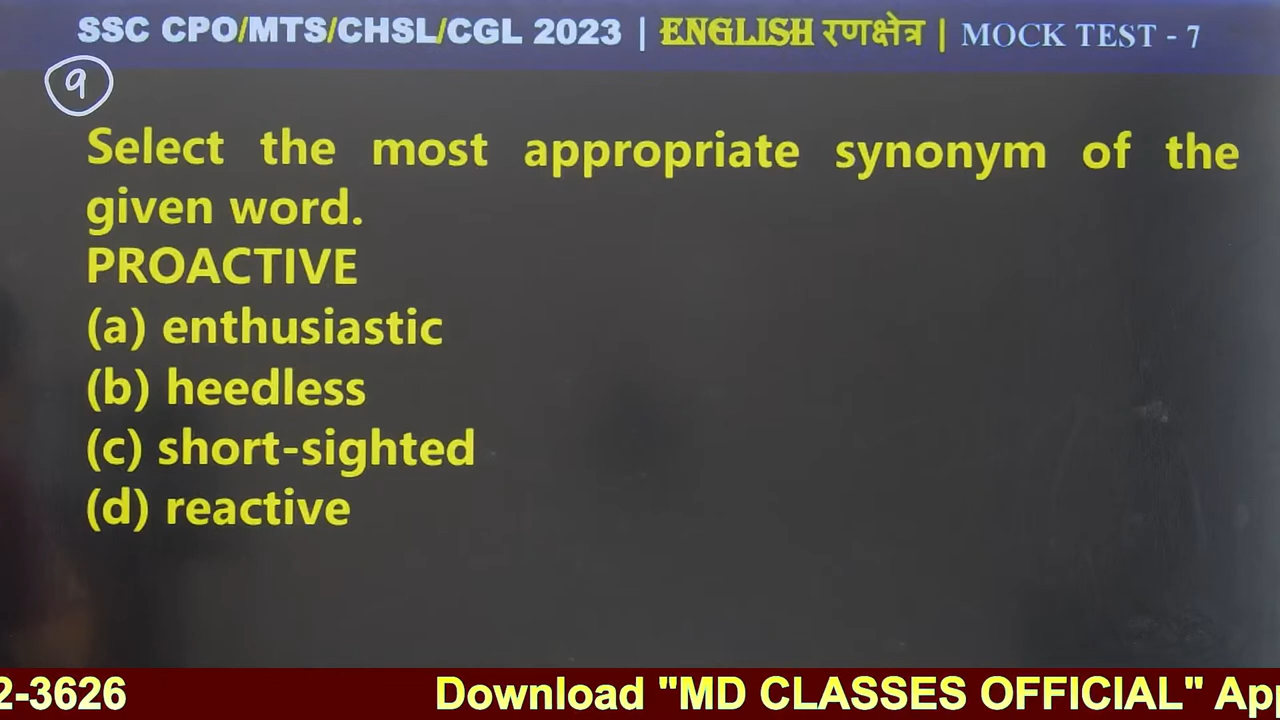 SSC CPO/MTS/CHSL/CGL 2023 | ENGLISH रणक्षेत्र | MOCK TEST - 7
9
Select the most appropriate synonym of the
given word.
PROACTIVE
(a) enthusiastic
(b) heedless
(c) short-sighted
(d) reactive
2-3626 Download "MD CLASSES OFFICIAL" App